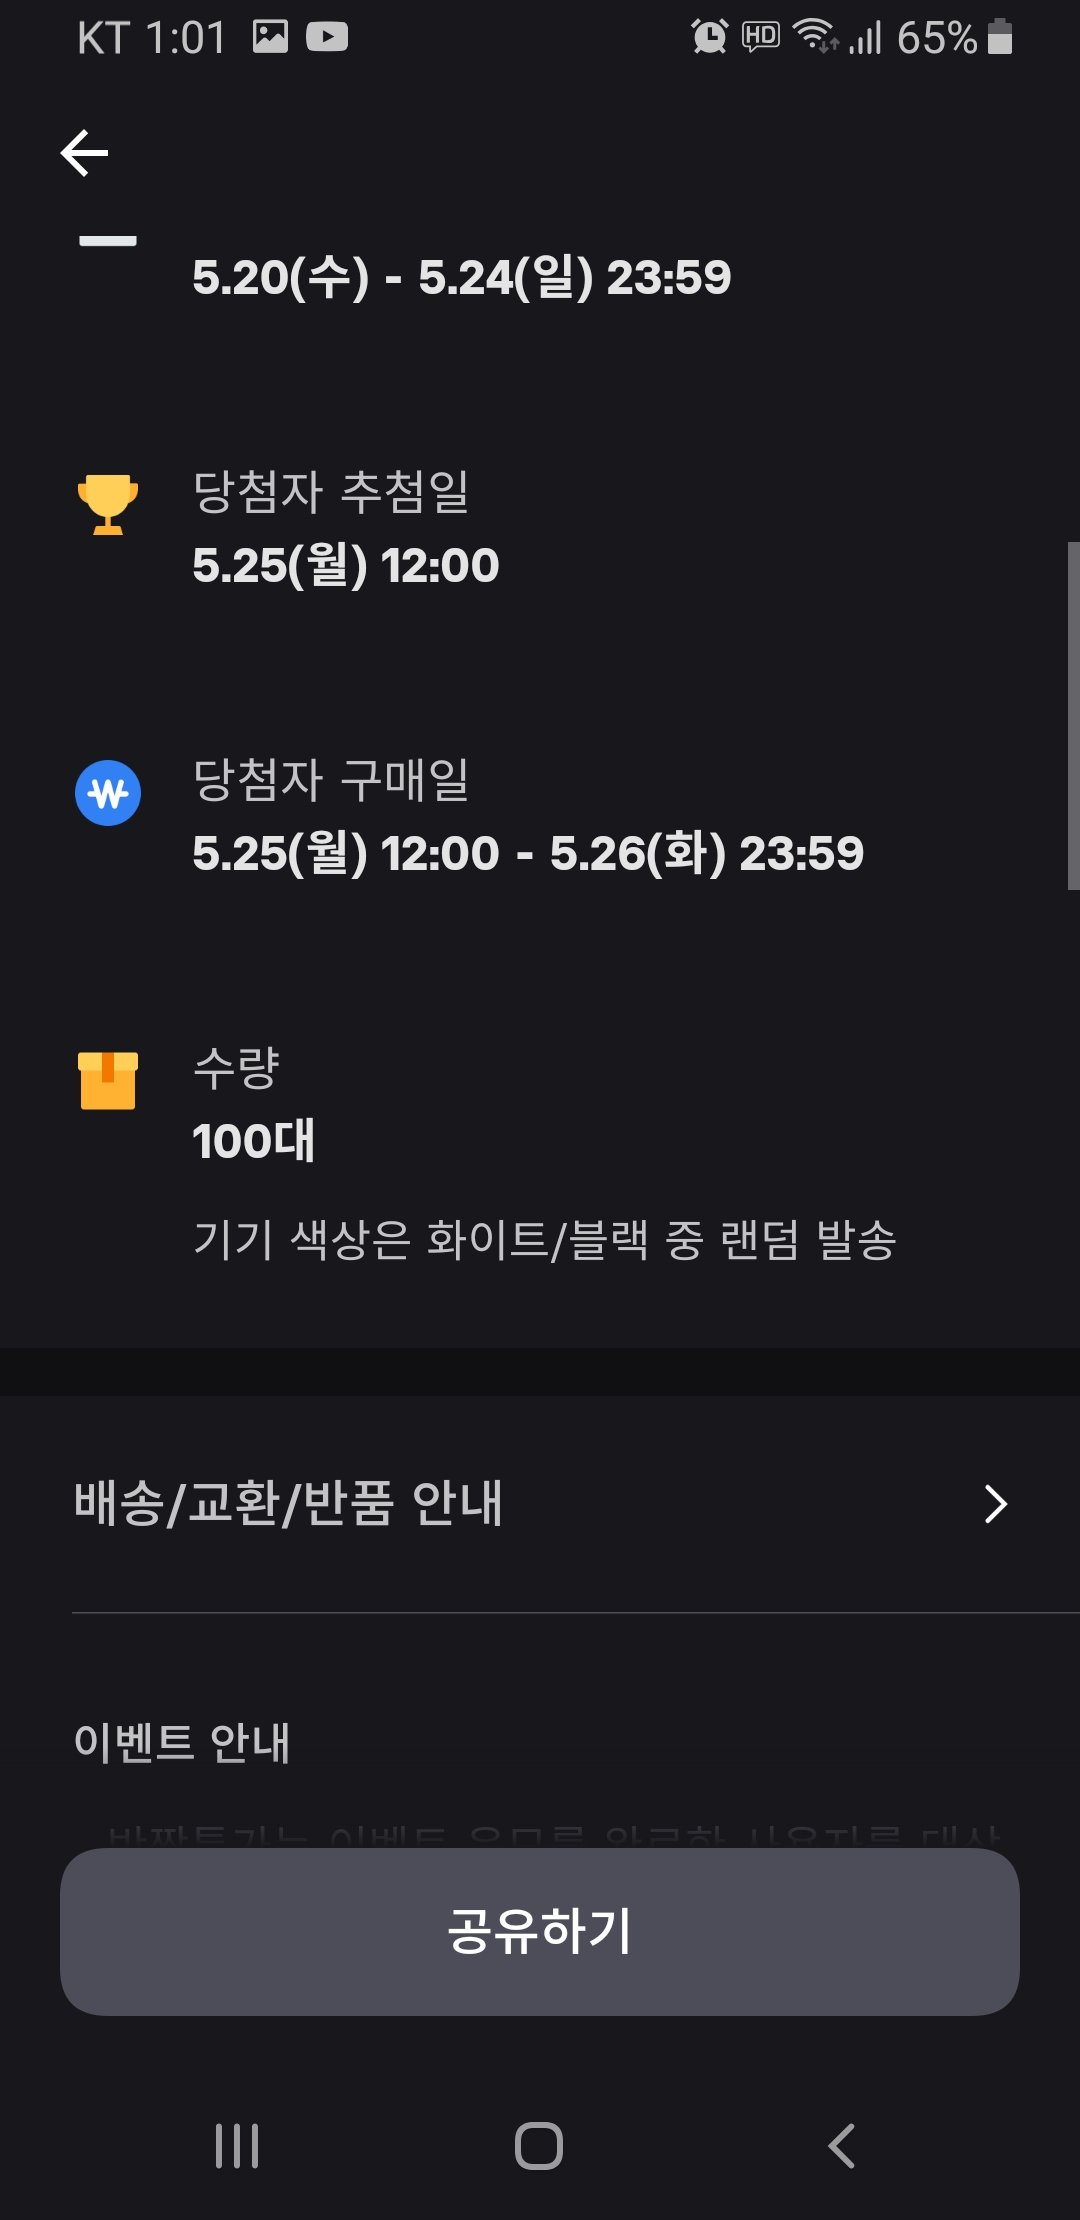 KT 1:01 HD 65%
5.20(수) - 5.24(일) 23:59
당첨자 추첨일
5.25(월) 12:00
당첨자 구매일
5.25(월) 12:00 - 5.26(화) 23:59
수량
100대
기기 색상은 화이트/블랙 중 랜덤 발송
배송/교환/반품 안내
이벤트 안내
공유하기